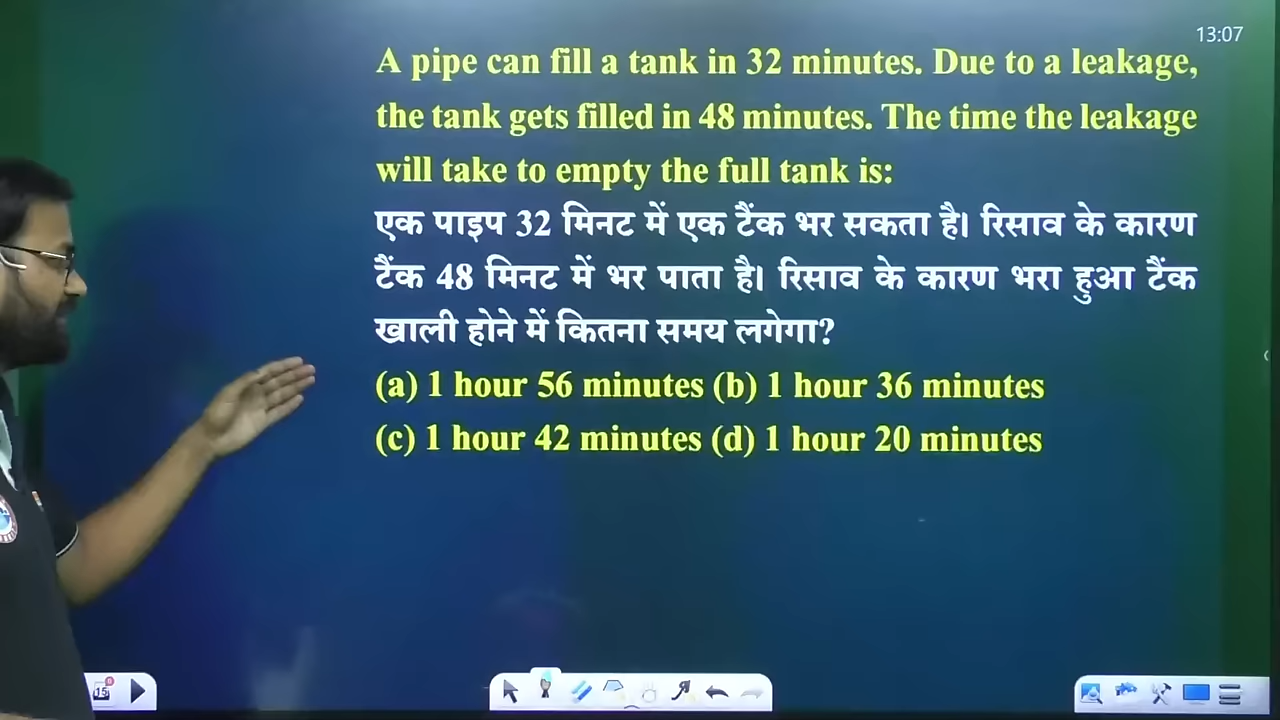 13:07
A pipe can fill a tank in 32 minutes. Due to a leakage,
the tank gets filled in 48 minutes. The time the leakage
will take to empty the full tank is:
एक पाइप 32 मिनट में एक टैंक भर सकता है। रिसाव के कारण
टैंक 48 मिनट में भर पाता है। रिसाव के कारण भरा हुआ टैंक
खाली होने में कितना समय लगेगा?
(a) 1 hour 56 minutes (b) 1 hour 36 minutes
(c) 1 hour 42 minutes (d) 1 hour 20 minutes
15